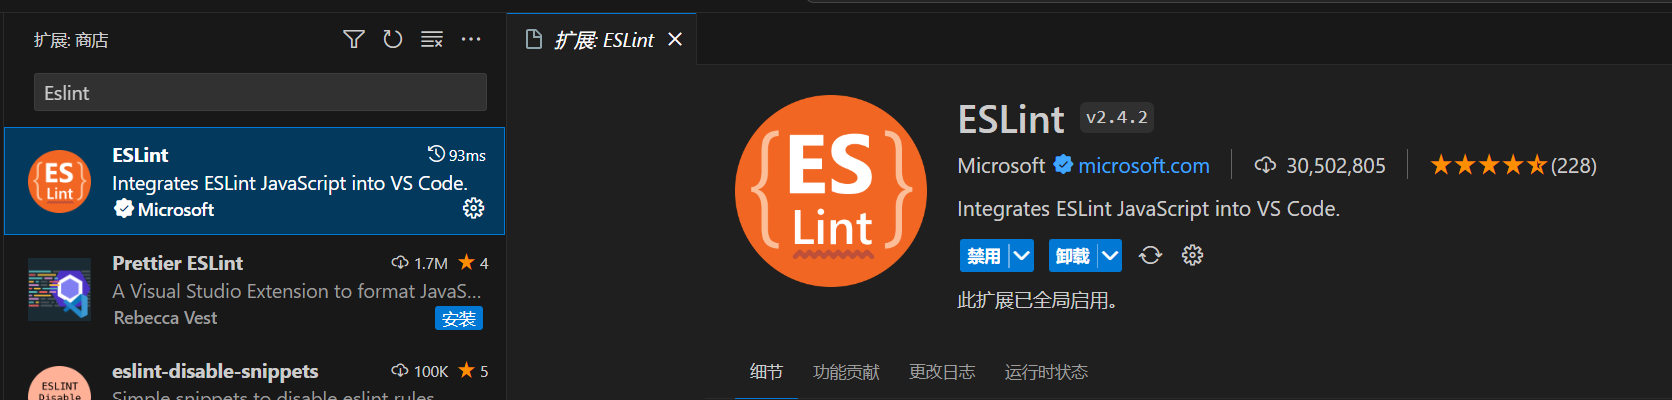 扩展: 商店
Eslint
ES
Lint
ESLint
93ms
Integrates ESLint JavaScript into VS Code.
Microsoft
Prettier ESLint
1.7M
4
A Visual Studio Extension to format JavaS...
Rebecca Vest
安装
ESLINT
Disable
eslint-disable-snippets
100K
5
Simple snippets to disable eslint rules
扩展: ESLint
{ES
Lint}
ESLint
v2.4.2
Microsoft
microsoft.com
30,502,805
(228)
Integrates ESLint JavaScript into VS Code.
禁用
卸载
此扩展已全局启用。
细节
功能贡献
更改日志
运行时状态